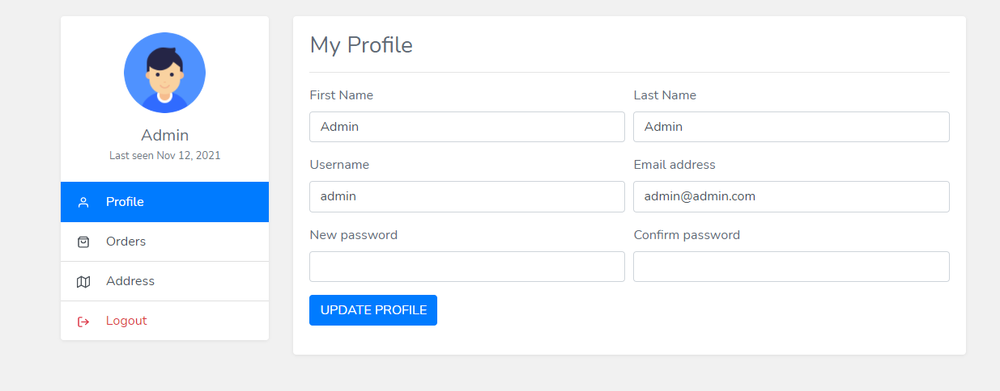 Admin
Last seen Nov 12, 2021
Profile
Orders
Address
Logout
My Profile
First Name Last Name
Admin Admin
Username Email address
admin admin@admin.com
New password Confirm password
UPDATE PROFILE